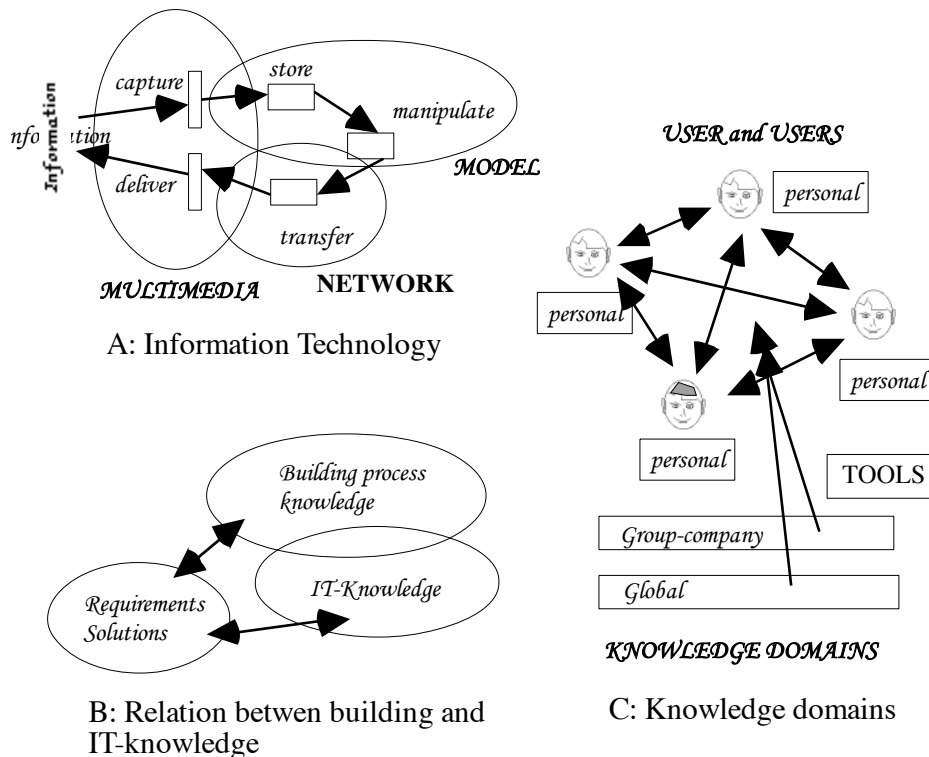 store
capture
manipulate
Information
deliver
MODEL
transfer
MULTIMEDIA
NETWORK
A: Information Technology
Building process
knowledge
IT-Knowledge
Requirements
Solutions
B: Relation betwen building and
IT-knowledge
USER and USERS
personal
personal
personal
personal
TOOLS
Group-company
Global
KNOWLEDGE DOMAINS
C: Knowledge domains